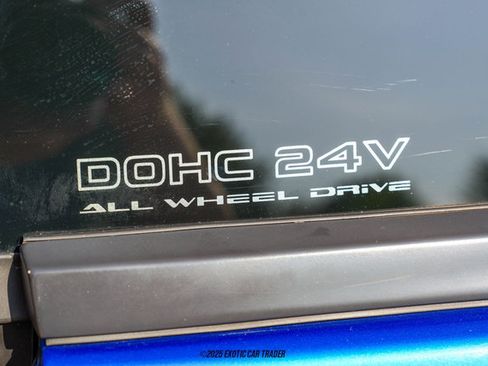 DOHC 24V
ALL WHEEL DRIVE
©2025 EXOTIC CAR TRADER